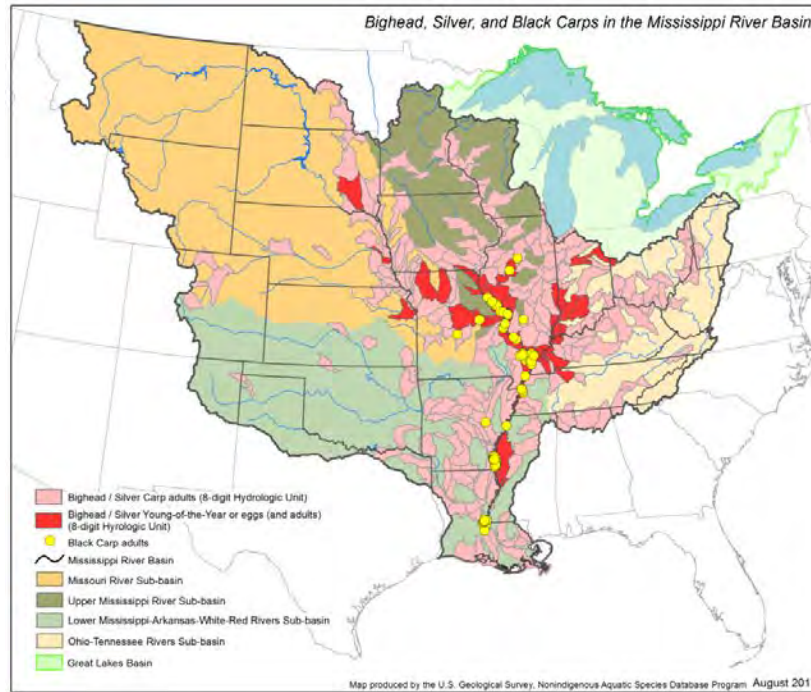 Bighead, Silver, and Black Carps in the Mississippi River Basin
Bighead / Silver Carp adults (8-digit Hydrologic Unit)
Bighead / Silver Young-of-the-Year or eggs (and adults)
(8-digit Hyrologic Unit)
Black Carp adults
Mississippi River Basin
Missouri River Sub-basin
Upper Mississippi River Sub-basin
Lower Mississippi-Arkansas-White-Red Rivers Sub-basin
Ohio-Tennessee Rivers Sub-basin
Great Lakes Basin
Map produced by the U.S. Geological Survey, Nonindigenous Aquatic Species Database Program August 201